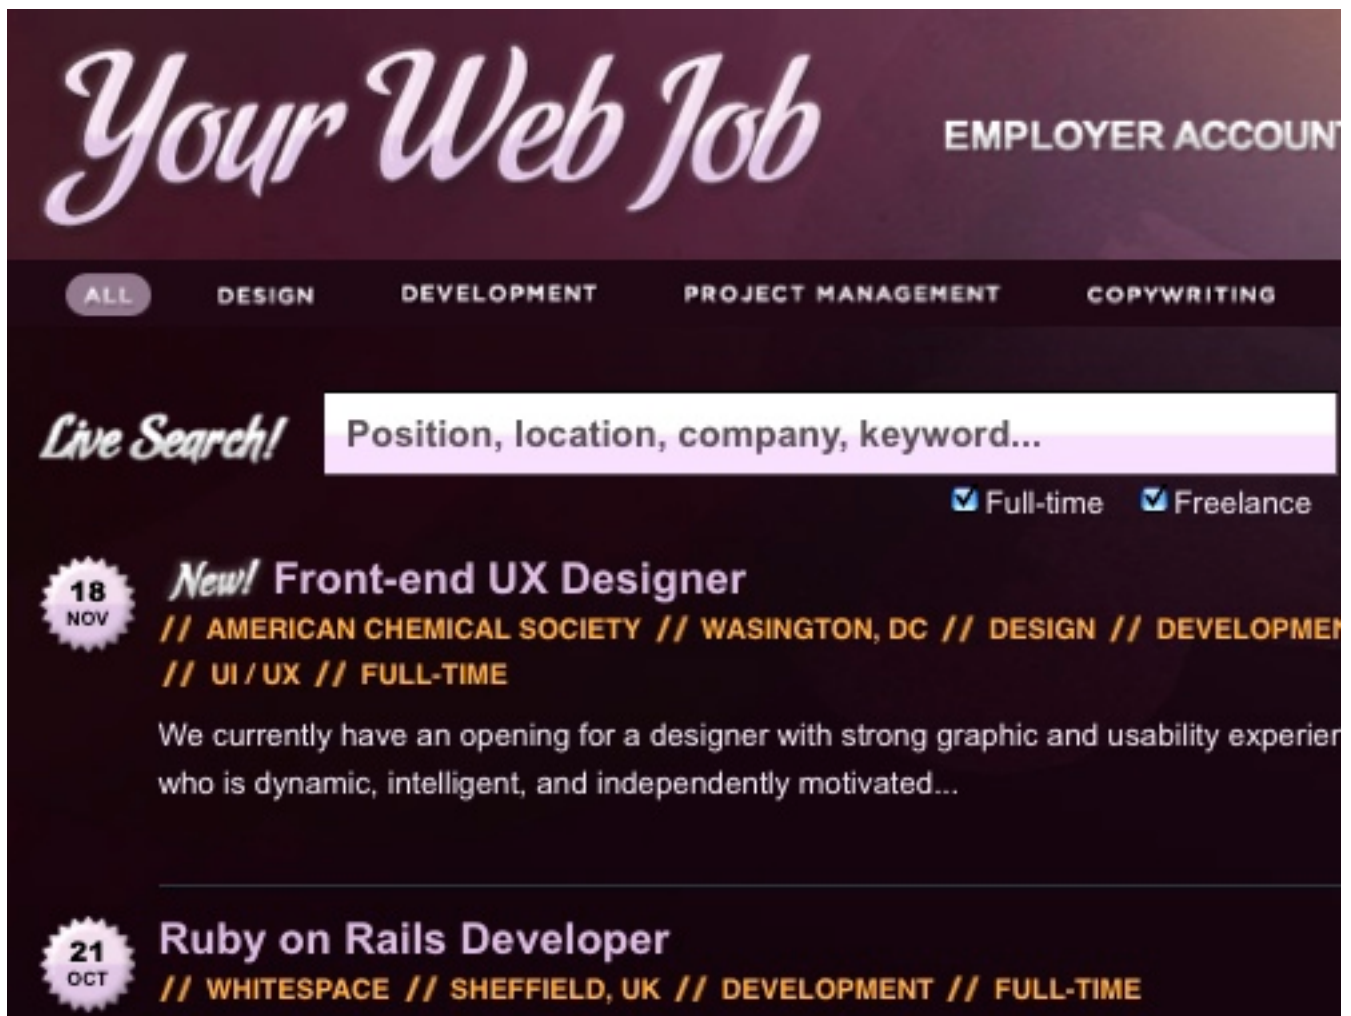 Your Web Job
EMPLOYER ACCOUNT
ALL DESIGN DEVELOPMENT PROJECT MANAGEMENT COPYWRITING
Live Search! Position, location, company, keyword...
Full-time Freelance
18 NOV
New! Front-end UX Designer
// AMERICAN CHEMICAL SOCIETY // WASINGTON, DC // DESIGN // DEVELOPMEN
// UI / UX // FULL-TIME
We currently have an opening for a designer with strong graphic and usability experien
who is dynamic, intelligent, and independently motivated...
21 OCT
Ruby on Rails Developer
// WHITESPACE // SHEFFIELD, UK // DEVELOPMENT // FULL-TIME